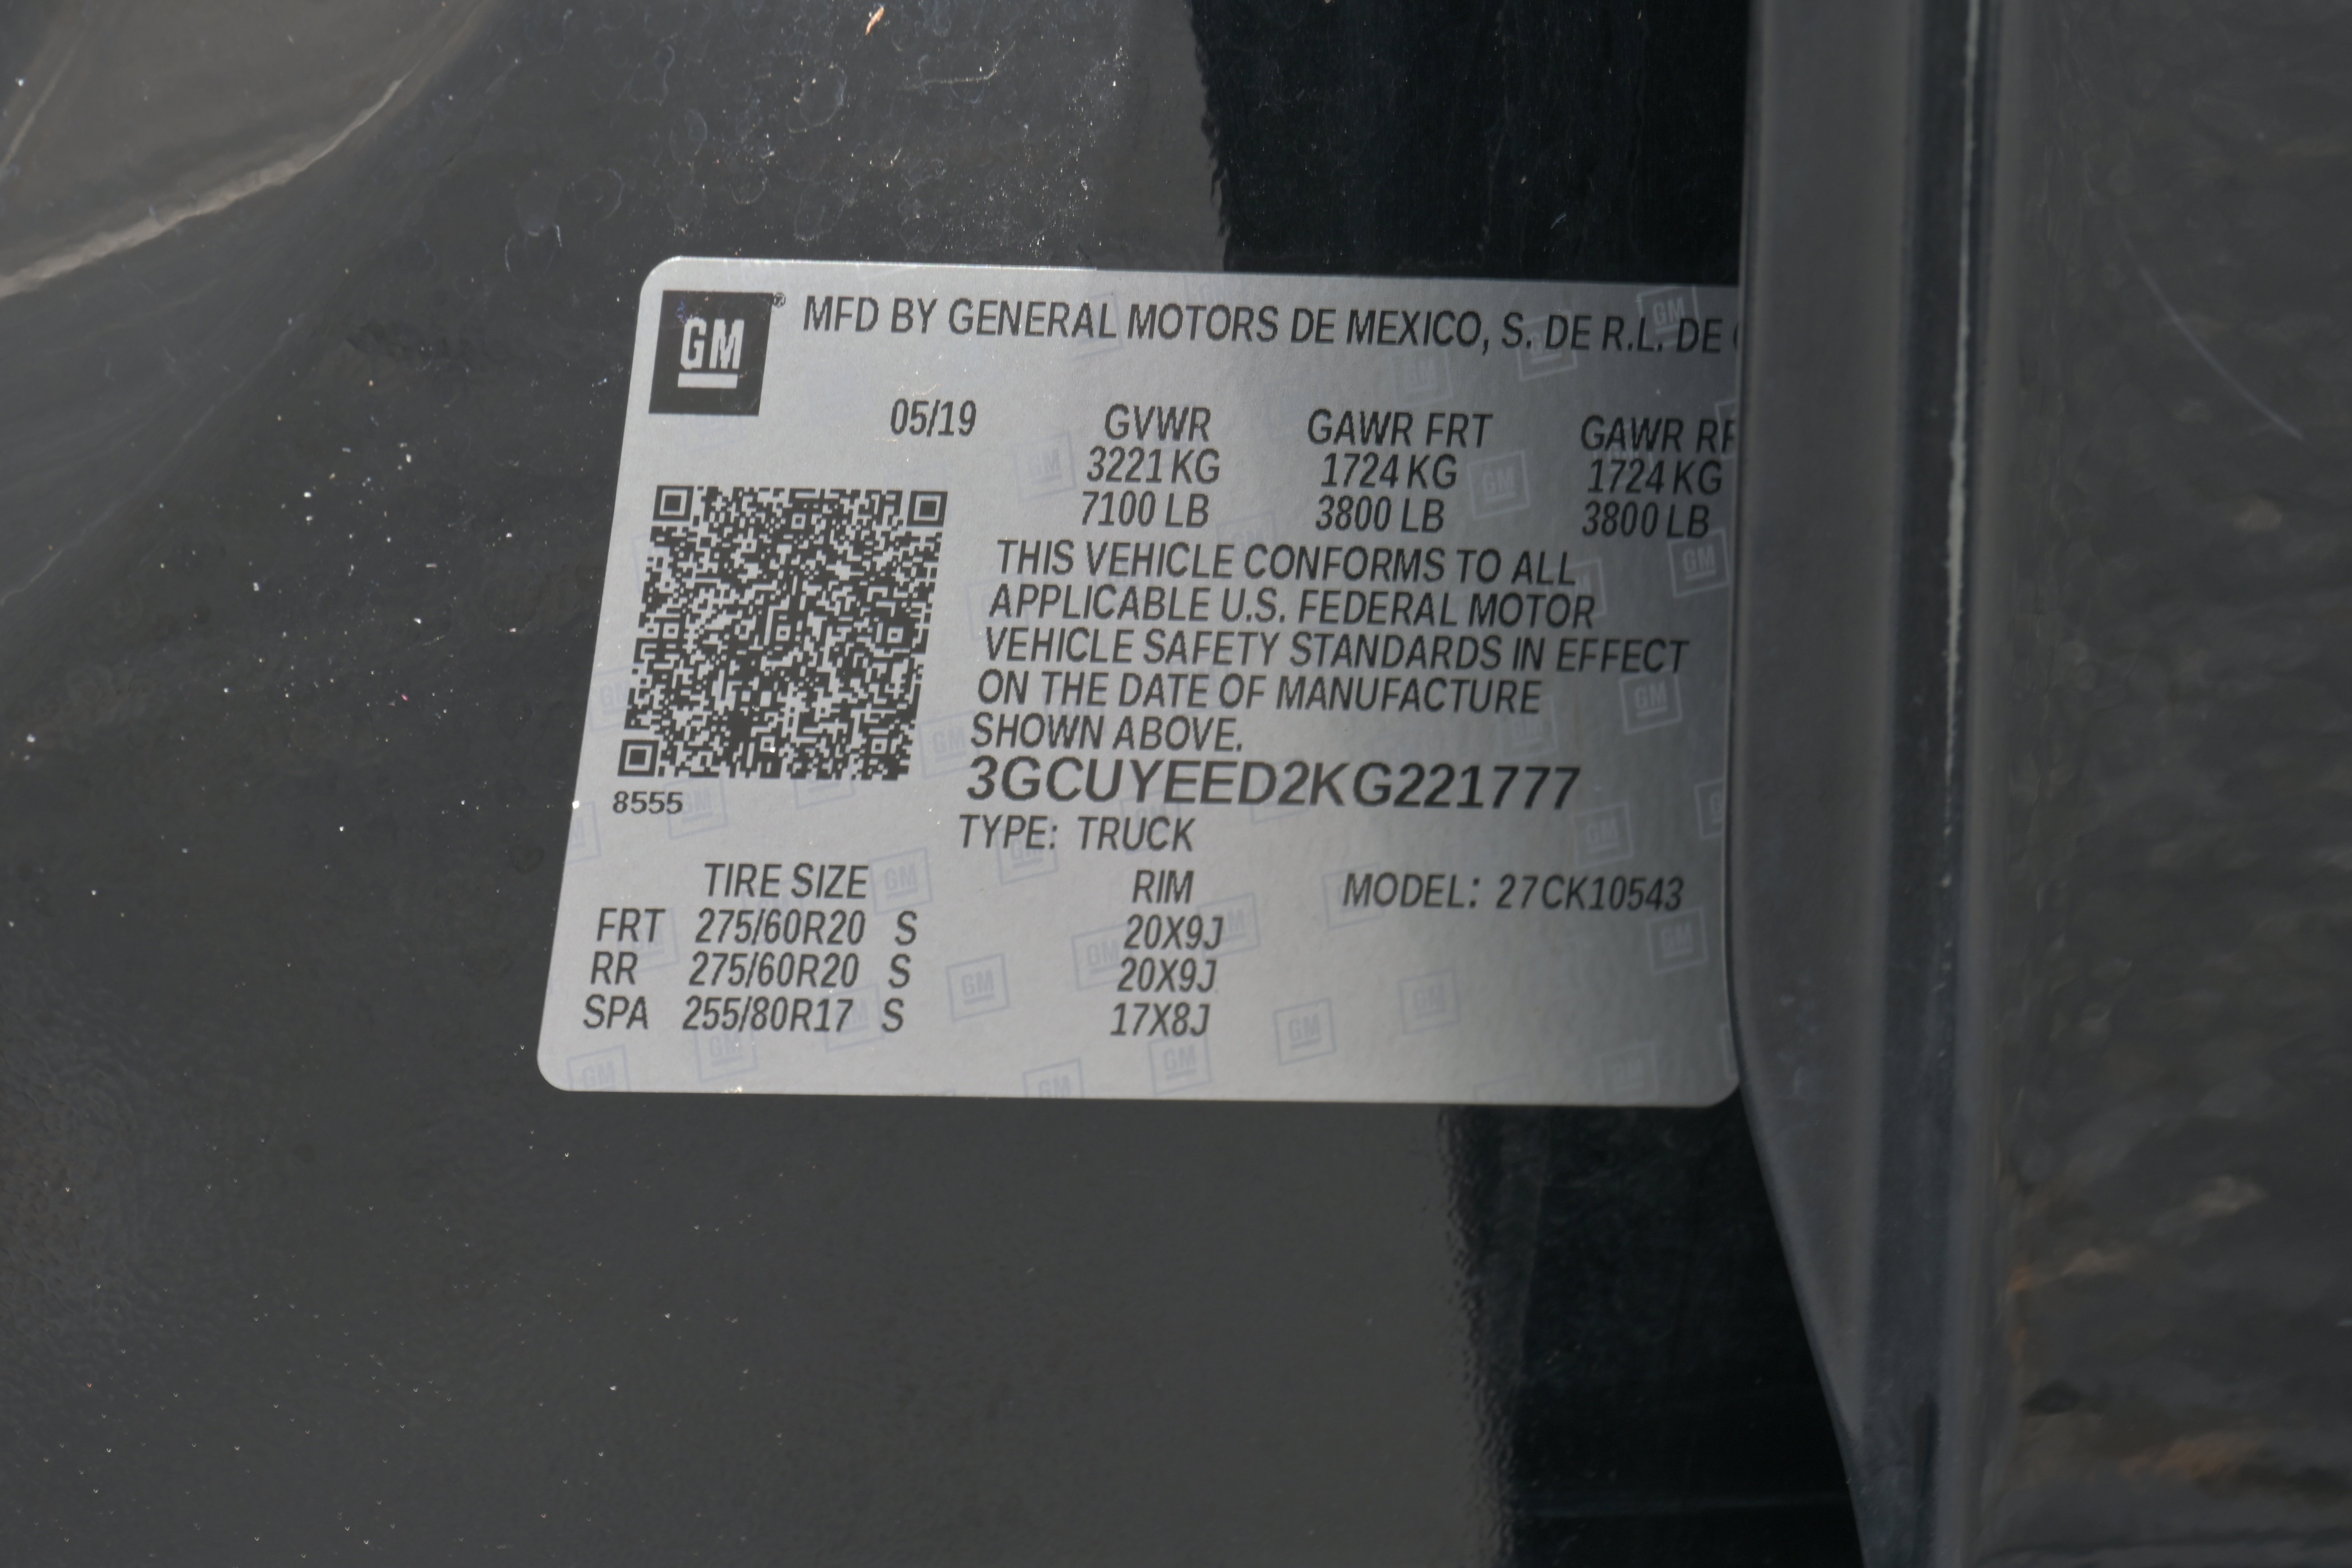 GM ® MFD BY GENERAL MOTORS DE MEXICO, S. DE R.L. DE
05/19 GVWR GAWR FRT GAWR
3221 KG 1724 KG 1724 KG
7100 LB 3800 LB 3800 LB
THIS VEHICLE CONFORMS TO ALL
APPLICABLE U.S. FEDERAL MOTOR
VEHICLE SAFETY STANDARDS IN EFFECT
ON THE DATE OF MANUFACTURE
SHOWN ABOVE.
3GCUYEED2KG221777
8555
TYPE: TRUCK
TIRE SIZE RIM MODEL: 27CK10543
FRT 275/60R20 S 20X9J
RR 275/60R20 S 20X9J
SPA 255/80R17 S 17X8J